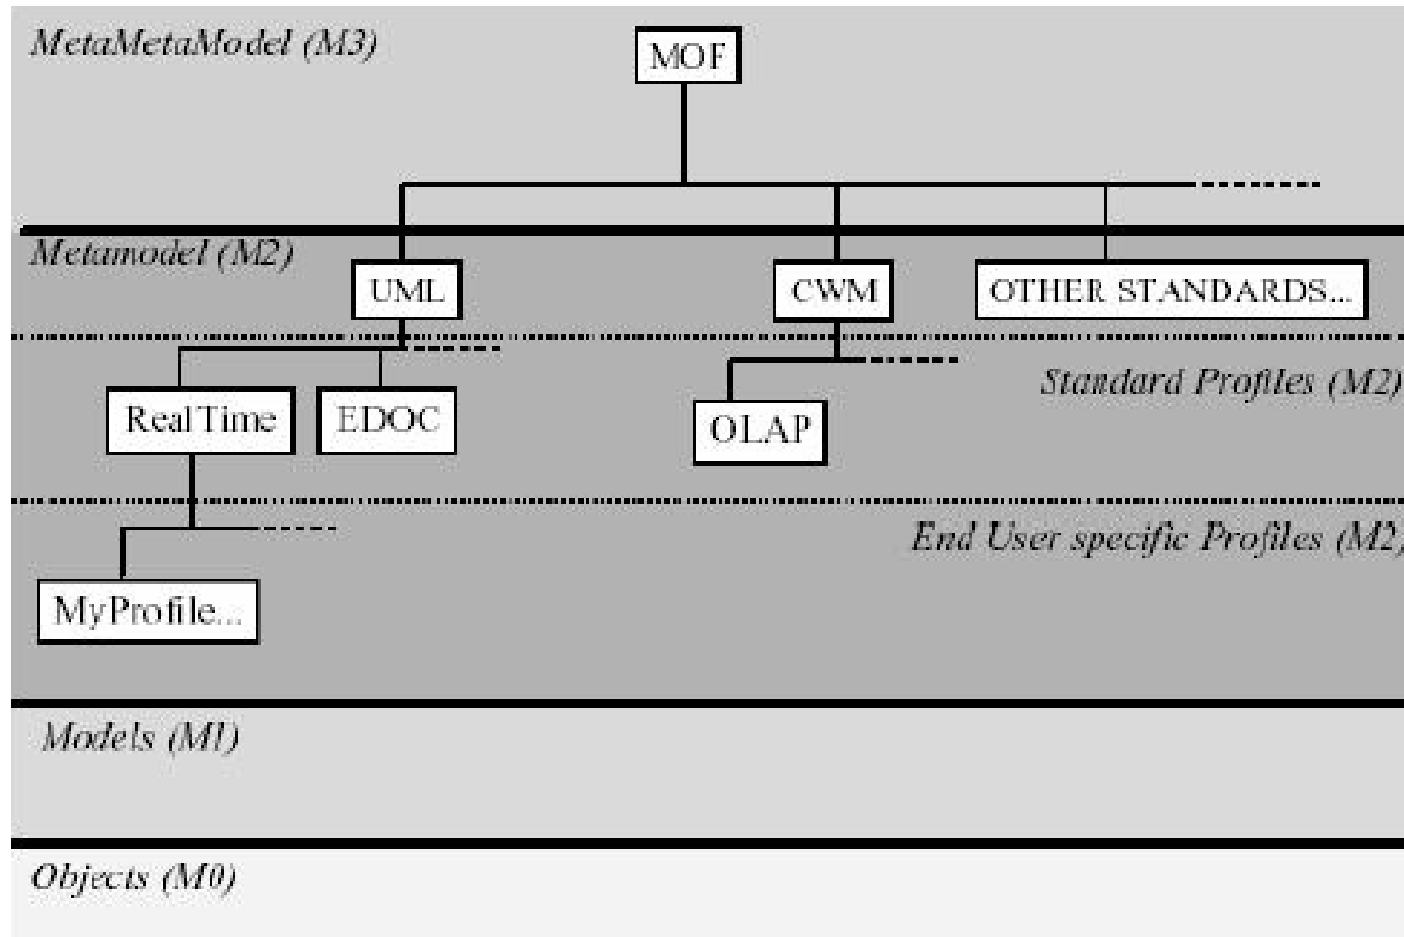 MetaMetaModel (M3)
MOF
Metamodel (M2)
UML
CWM
OTHER STANDARDS...
Standard Profiles (M2)
RealTime
EDOC
OLAP
End User specific Profiles (M2)
MyProfile...
Models (M1)
Objects (M0)